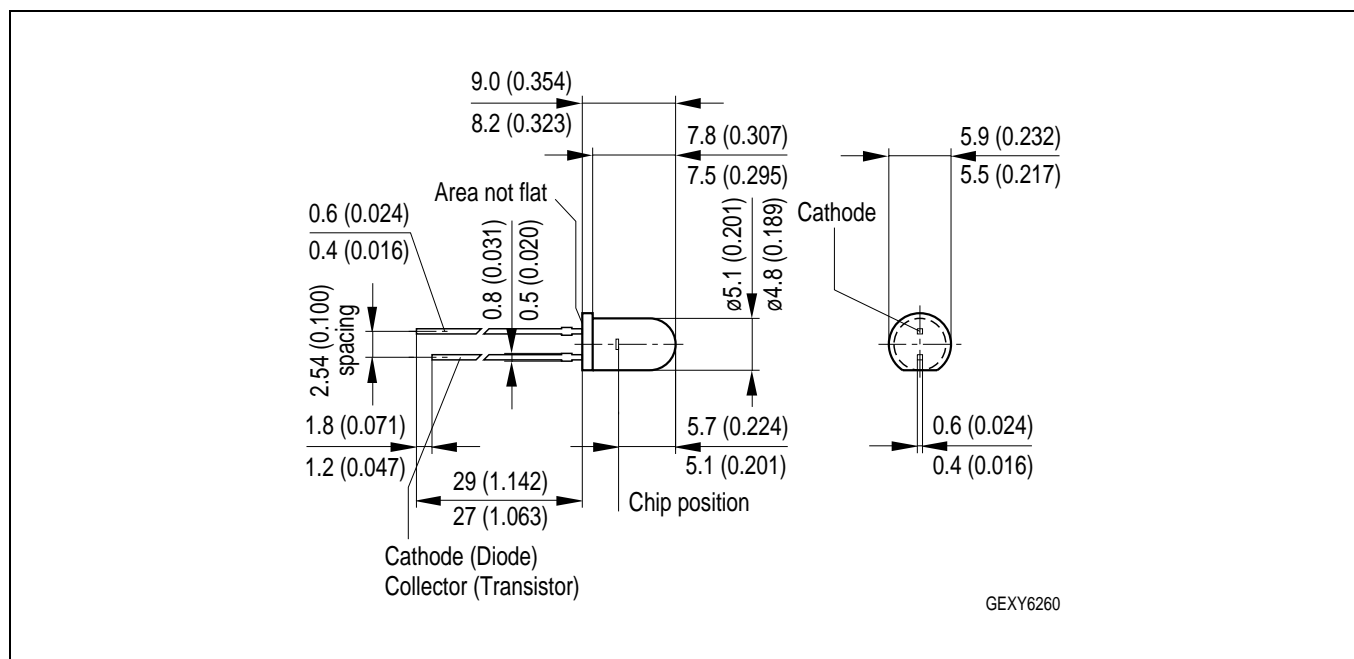 9.0 (0.354)
8.2 (0.323)
7.8 (0.307)
7.5 (0.295)
5.9 (0.232)
5.5 (0.217)
Area not flat
Cathode
0.6 (0.024)
0.4 (0.016)
0.8 (0.031)
0.5 (0.020)
ø5.1 (0.201)
ø4.8 (0.189)
2.54 (0.100)
spacing
1.8 (0.071)
1.2 (0.047)
5.7 (0.224)
5.1 (0.201)
0.6 (0.024)
0.4 (0.016)
29 (1.142)
27 (1.063)
Chip position
Cathode (Diode)
Collector (Transistor)
GEXY6260